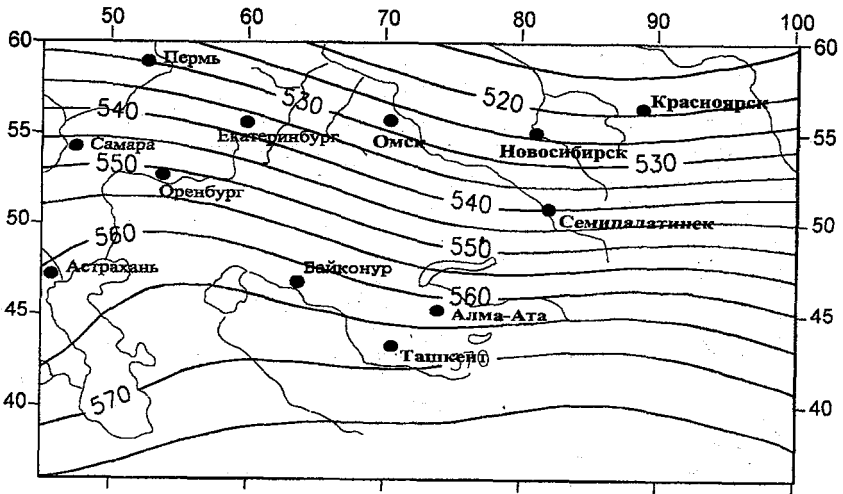 50 60 70 80 90 100
60 60
Пермь
530
520
Красноярск
540
55 55
Екатеринбург
Омск
Самара
Новосибирск
550
530
Оренбург
540
50 50
Семипалатинск
560
550
Астрахань
Байконур
560
45 45
Алма-Ата
Ташкент
570
570
40 40